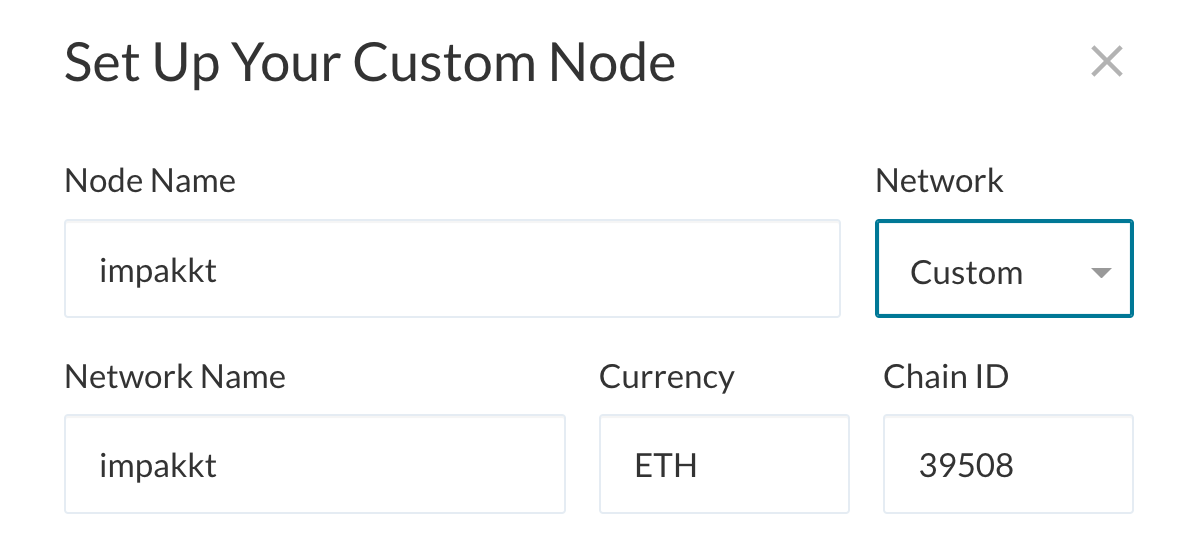 Set Up Your Custom Node
Node Name
Network
impakkt
Custom
Network Name
Currency
Chain ID
impakkt
ETH
39508